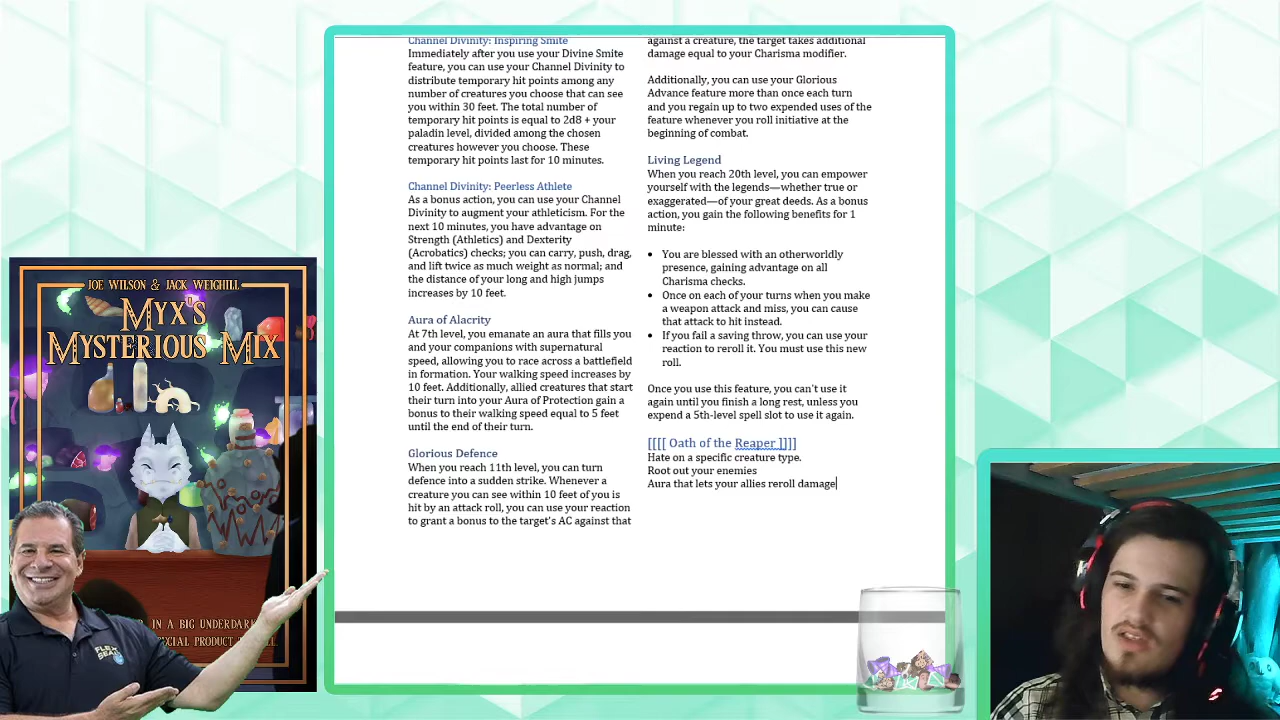 JOE WILSON & JACK WEIGHILL
MYX'S
MYSTERIOUS MIX
IN A BIG UNDERDARK
Channel Divinity: Inspiring Smite
Immediately after you use your Divine Smite
feature, you can use your Channel Divinity to
distribute temporary hit points among any
number of creatures you choose that can see
you within 30 feet. The total number of
temporary hit points is equal to 2d8 + your
paladin level, divided among the chosen
creatures however you choose. These
temporary hit points last for 10 minutes.
Channel Divinity: Peerless Athlete
As a bonus action, you can use your Channel
Divinity to augment your athleticism. For the
next 10 minutes, you have advantage on
Strength (Athletics) and Dexterity
(Acrobatics) checks; you can carry, push, drag,
and lift twice as much weight as normal; and
the distance of your long and high jumps
increases by 10 feet.
Aura of Alacrity
At 7th level, you emanate an aura that fills you
and your companions with supernatural
speed, allowing you to race across a battlefield
in formation. Your walking speed increases by
10 feet. Additionally, allied creatures that start
their turn into your Aura of Protection gain a
bonus to their walking speed equal to 5 feet
until the end of their turn.
Glorious Defence
When you reach 11th level, you can turn
defence into a sudden strike. Whenever a
creature you can see within 10 feet of you is
hit by an attack roll, you can use your reaction
to grant a bonus to the target's AC against that
against a creature, the target takes additional
damage equal to your Charisma modifier.
Additionally, you can use your Glorious
Advance feature more than once each turn
and you regain up to two expended uses of the
feature whenever you roll initiative at the
beginning of combat.
Living Legend
When you reach 20th level, you can empower
yourself with the legends—whether true or
exaggerated—of your great deeds. As a bonus
action, you gain the following benefits for 1
minute:
• You are blessed with an otherworldly
presence, gaining advantage on all
Charisma checks.
• Once on each of your turns when you make
a weapon attack and miss, you can cause
that attack to hit instead.
• If you fail a saving throw, you can use your
reaction to reroll it. You must use this new
roll.
Once you use this feature, you can't use it
again until you finish a long rest, unless you
expend a 5th-level spell slot to use it again.
[[[[ Oath of the Reaper ]]]]
Hate on a specific creature type.
Root out your enemies
Aura that lets your allies reroll damage